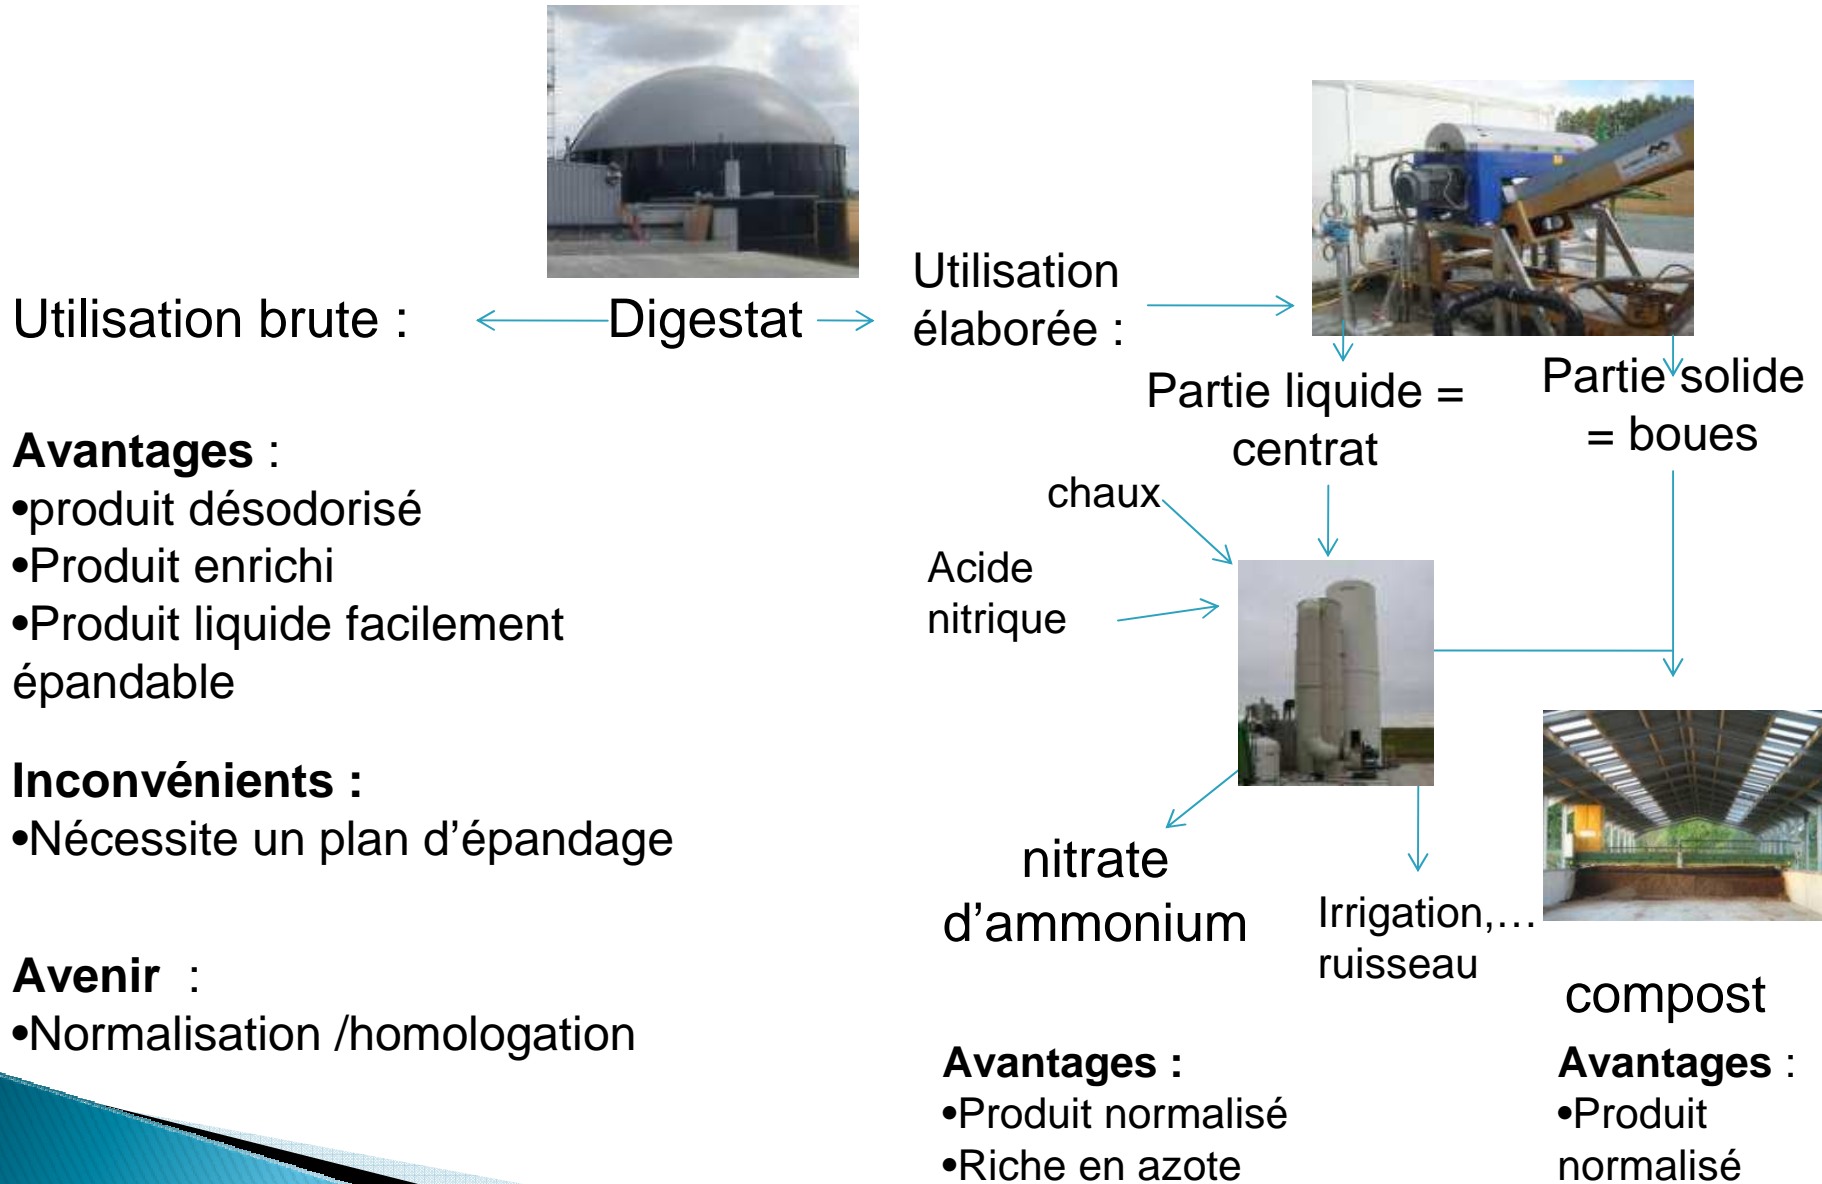 Utilisation brute :
Digestat
Utilisation
élaborée :
Avantages :
•produit désodorisé
•Produit enrichi
•Produit liquide facilement
épandable
Inconvénients :
•Nécessite un plan d’épandage
Avenir :
•Normalisation /homologation
Partie liquide =
centrat
Partie solide
= boues
chaux
Acide
nitrique
nitrate
d’ammonium
Irrigation,…
ruisseau
compost
Avantages :
•Produit normalisé
•Riche en azote
Avantages :
•Produit
normalisé